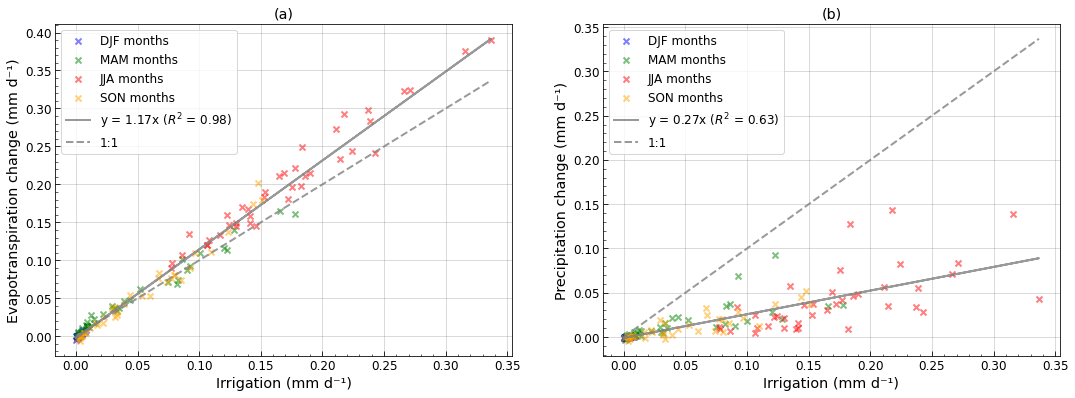 (a)
Evapotranspiration change (mm d⁻¹)
0.40
0.35
0.30
0.25
0.20
0.15
0.10
0.05
0.00
DJF months
MAM months
JJA months
SON months
y = 1.17x (R² = 0.98)
1:1
0.00 0.05 0.10 0.15 0.20 0.25 0.30 0.35
Irrigation (mm d⁻¹)
(b)
Precipitation change (mm d⁻¹)
0.35
0.30
0.25
0.20
0.15
0.10
0.05
0.00
DJF months
MAM months
JJA months
SON months
y = 0.27x (R² = 0.63)
1:1
0.00 0.05 0.10 0.15 0.20 0.25 0.30 0.35
Irrigation (mm d⁻¹)